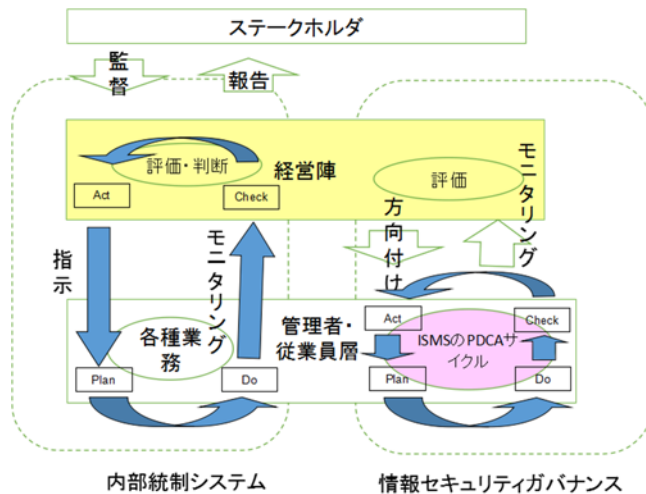 ステークホルダ
監督
報告
評価・判断
経営陣
評価
Act
Check
モニタリング
方向付け
指示
モニタリング
各種業
務
管理者・
従業員層
Act
Check
ISMSのPDCAサ
イクル
Plan
Do
Plan
Do
内部統制システム
情報セキュリティガバナンス